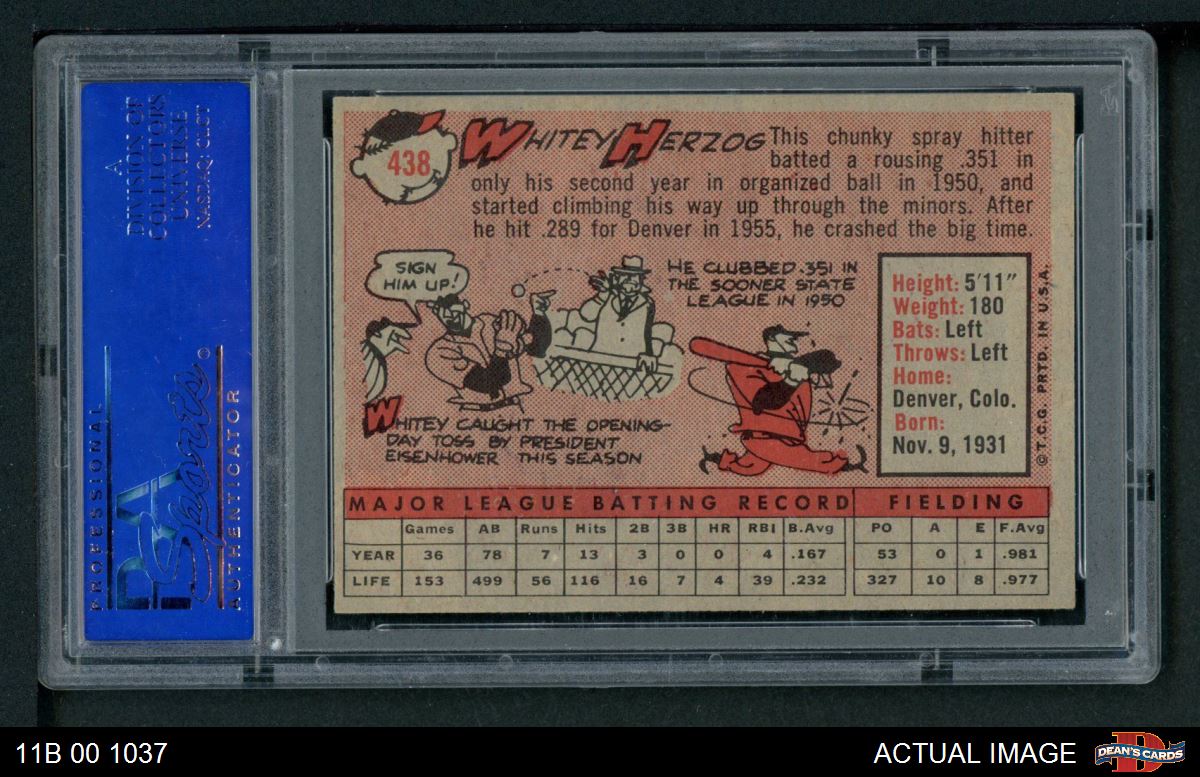 A
DIVISION OF
COLLECTORS
UNIVERSE
NASDAQ: CLCT
PSA
Sports
PROFESSIONAL
AUTHENTICATOR
438
WHITEY HERZOG This chunky spray hitter
batted a rousing .351 in
only his second year in organized ball in 1950, and
started climbing his way up through the minors. After
he hit .289 for Denver in 1955, he crashed the big time.
SIGN
HIM UP!
HE CLUBBED .351 IN
THE SOONER STATE
LEAGUE IN 1950
WHITEY CAUGHT THE OPENING-
DAY TOSS BY PRESIDENT
EISENHOWER THIS SEASON
Height: 5'11"
Weight: 180
Bats: Left
Throws: Left
Home:
Denver, Colo.
Born:
Nov. 9, 1931
© T.C.G. PRTD. IN U.S.A.
MAJOR LEAGUE BATTING RECORD FIELDING
Games AB Runs Hits 2B 3B HR RBI B.Avg PO A E F.Avg
YEAR 36 78 7 13 3 0 0 4 .167 53 0 1 .981
LIFE 153 499 56 116 16 7 4 39 .232 327 10 8 .977
11B 00 1037
ACTUAL IMAGE
DEAN'S CARDS